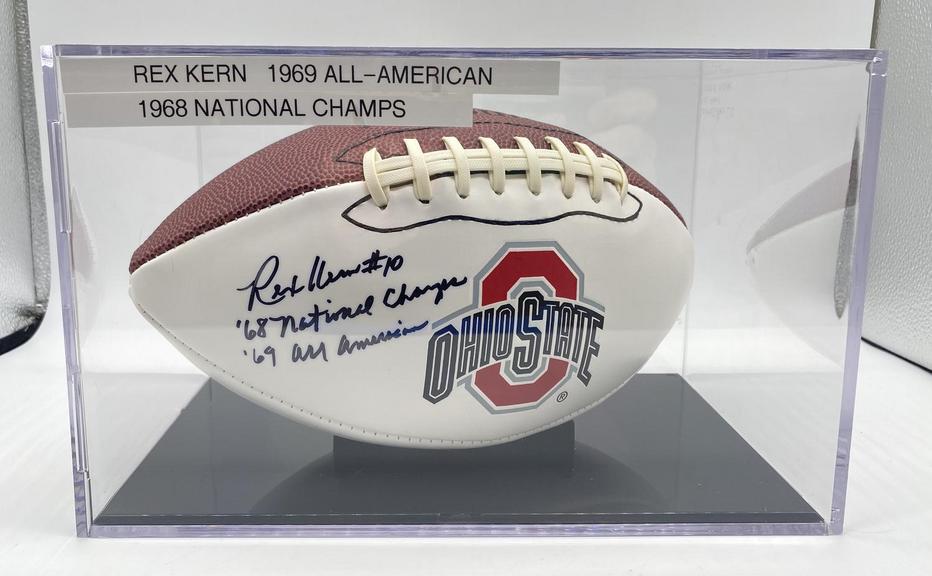 REX KERN 1969 ALL-AMERICAN
1968 NATIONAL CHAMPS
Rex Kern #10
'68 National Champs
'69 All American
OHIO STATE
®